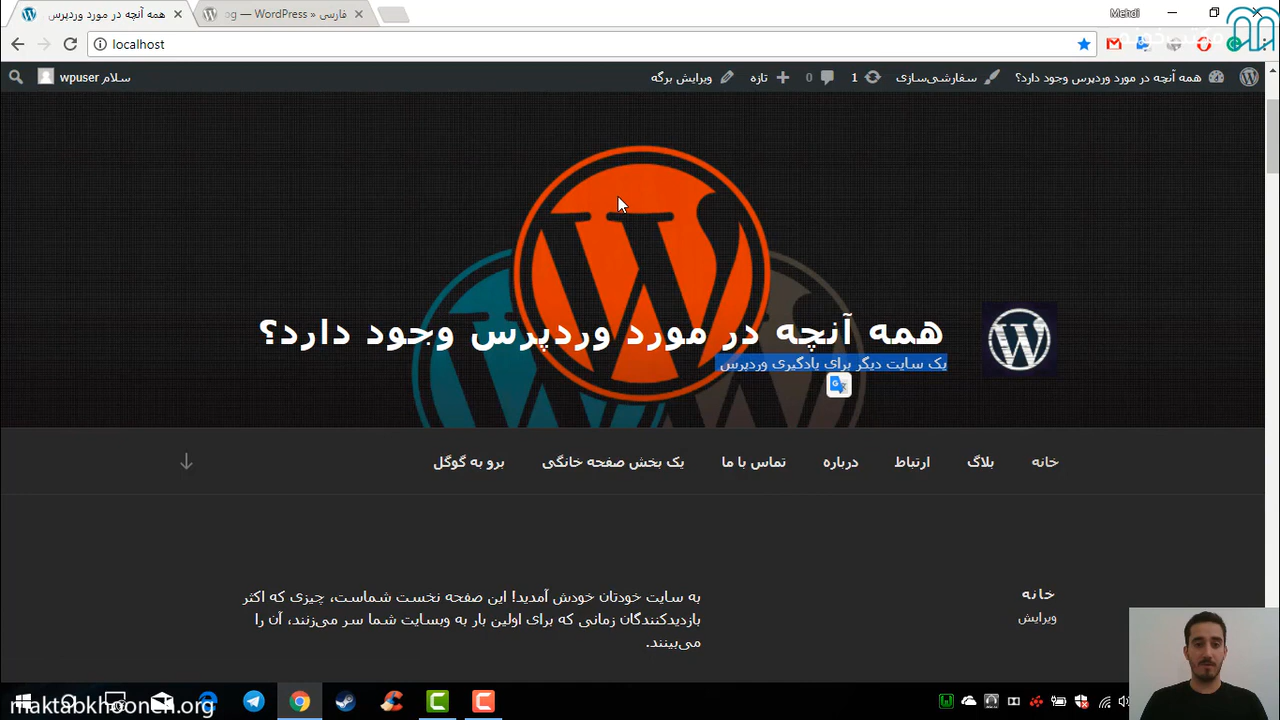 همه آنچه در مورد وردپرس
og — WordPress « فارسی
Mehdi
localhost
همه آنچه در مورد وردپرس وجود دارد؟
سفارشی‌سازی
1
0
تازه
ویرایش برگه
سلام wpuser
همه آنچه در مورد وردپرس وجود دارد؟
یک سایت دیگر برای یادگیری وردپرس
خانه
بلاگ
ارتباط
درباره
تماس با ما
یک بخش صفحه خانگی
برو به گوگل
خانه
ویرایش
به سایت خودتان خودش آمدید! این صفحه نخست شماست، چیزی که اکثر
بازدیدکنندگان زمانی که برای اولین بار به وبسایت شما سر می‌زنند، آن را
می‌بینند.
maktabkhooneh.org